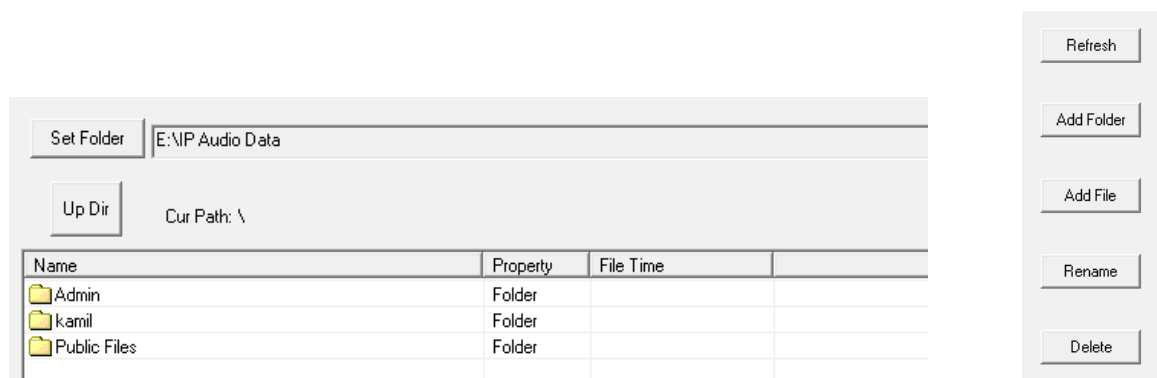 Set Folder E:\IP Audio Data
Up Dir Cur Path: \
Name Property File Time
Admin Folder
kamil Folder
Public Files Folder
Refresh
Add Folder
Add File
Rename
Delete